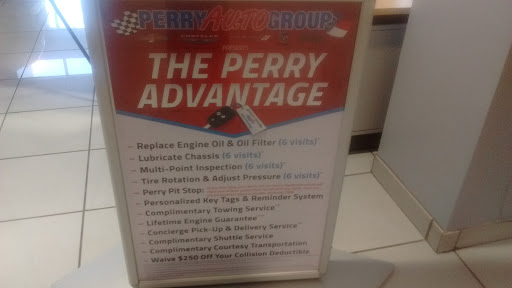 PERRY AUTO GROUP
CHRYSLER
PRESENTS
THE PERRY
ADVANTAGE
– Replace Engine Oil & Oil Filter (6 visits)*
– Lubricate Chassis (6 visits)*
– Multi-Point Inspection (6 visits)*
– Tire Rotation & Adjust Pressure (6 visits)*
– Perry Pit Stop:
– Personalized Key Tags & Reminder System
– Complimentary Towing Service**
– Lifetime Engine Guarantee***
– Concierge Pick-Up & Delivery Service**
– Complimentary Shuttle Service
– Complimentary Courtesy Transportation
– Waive $250 Off Your Collision Deductible